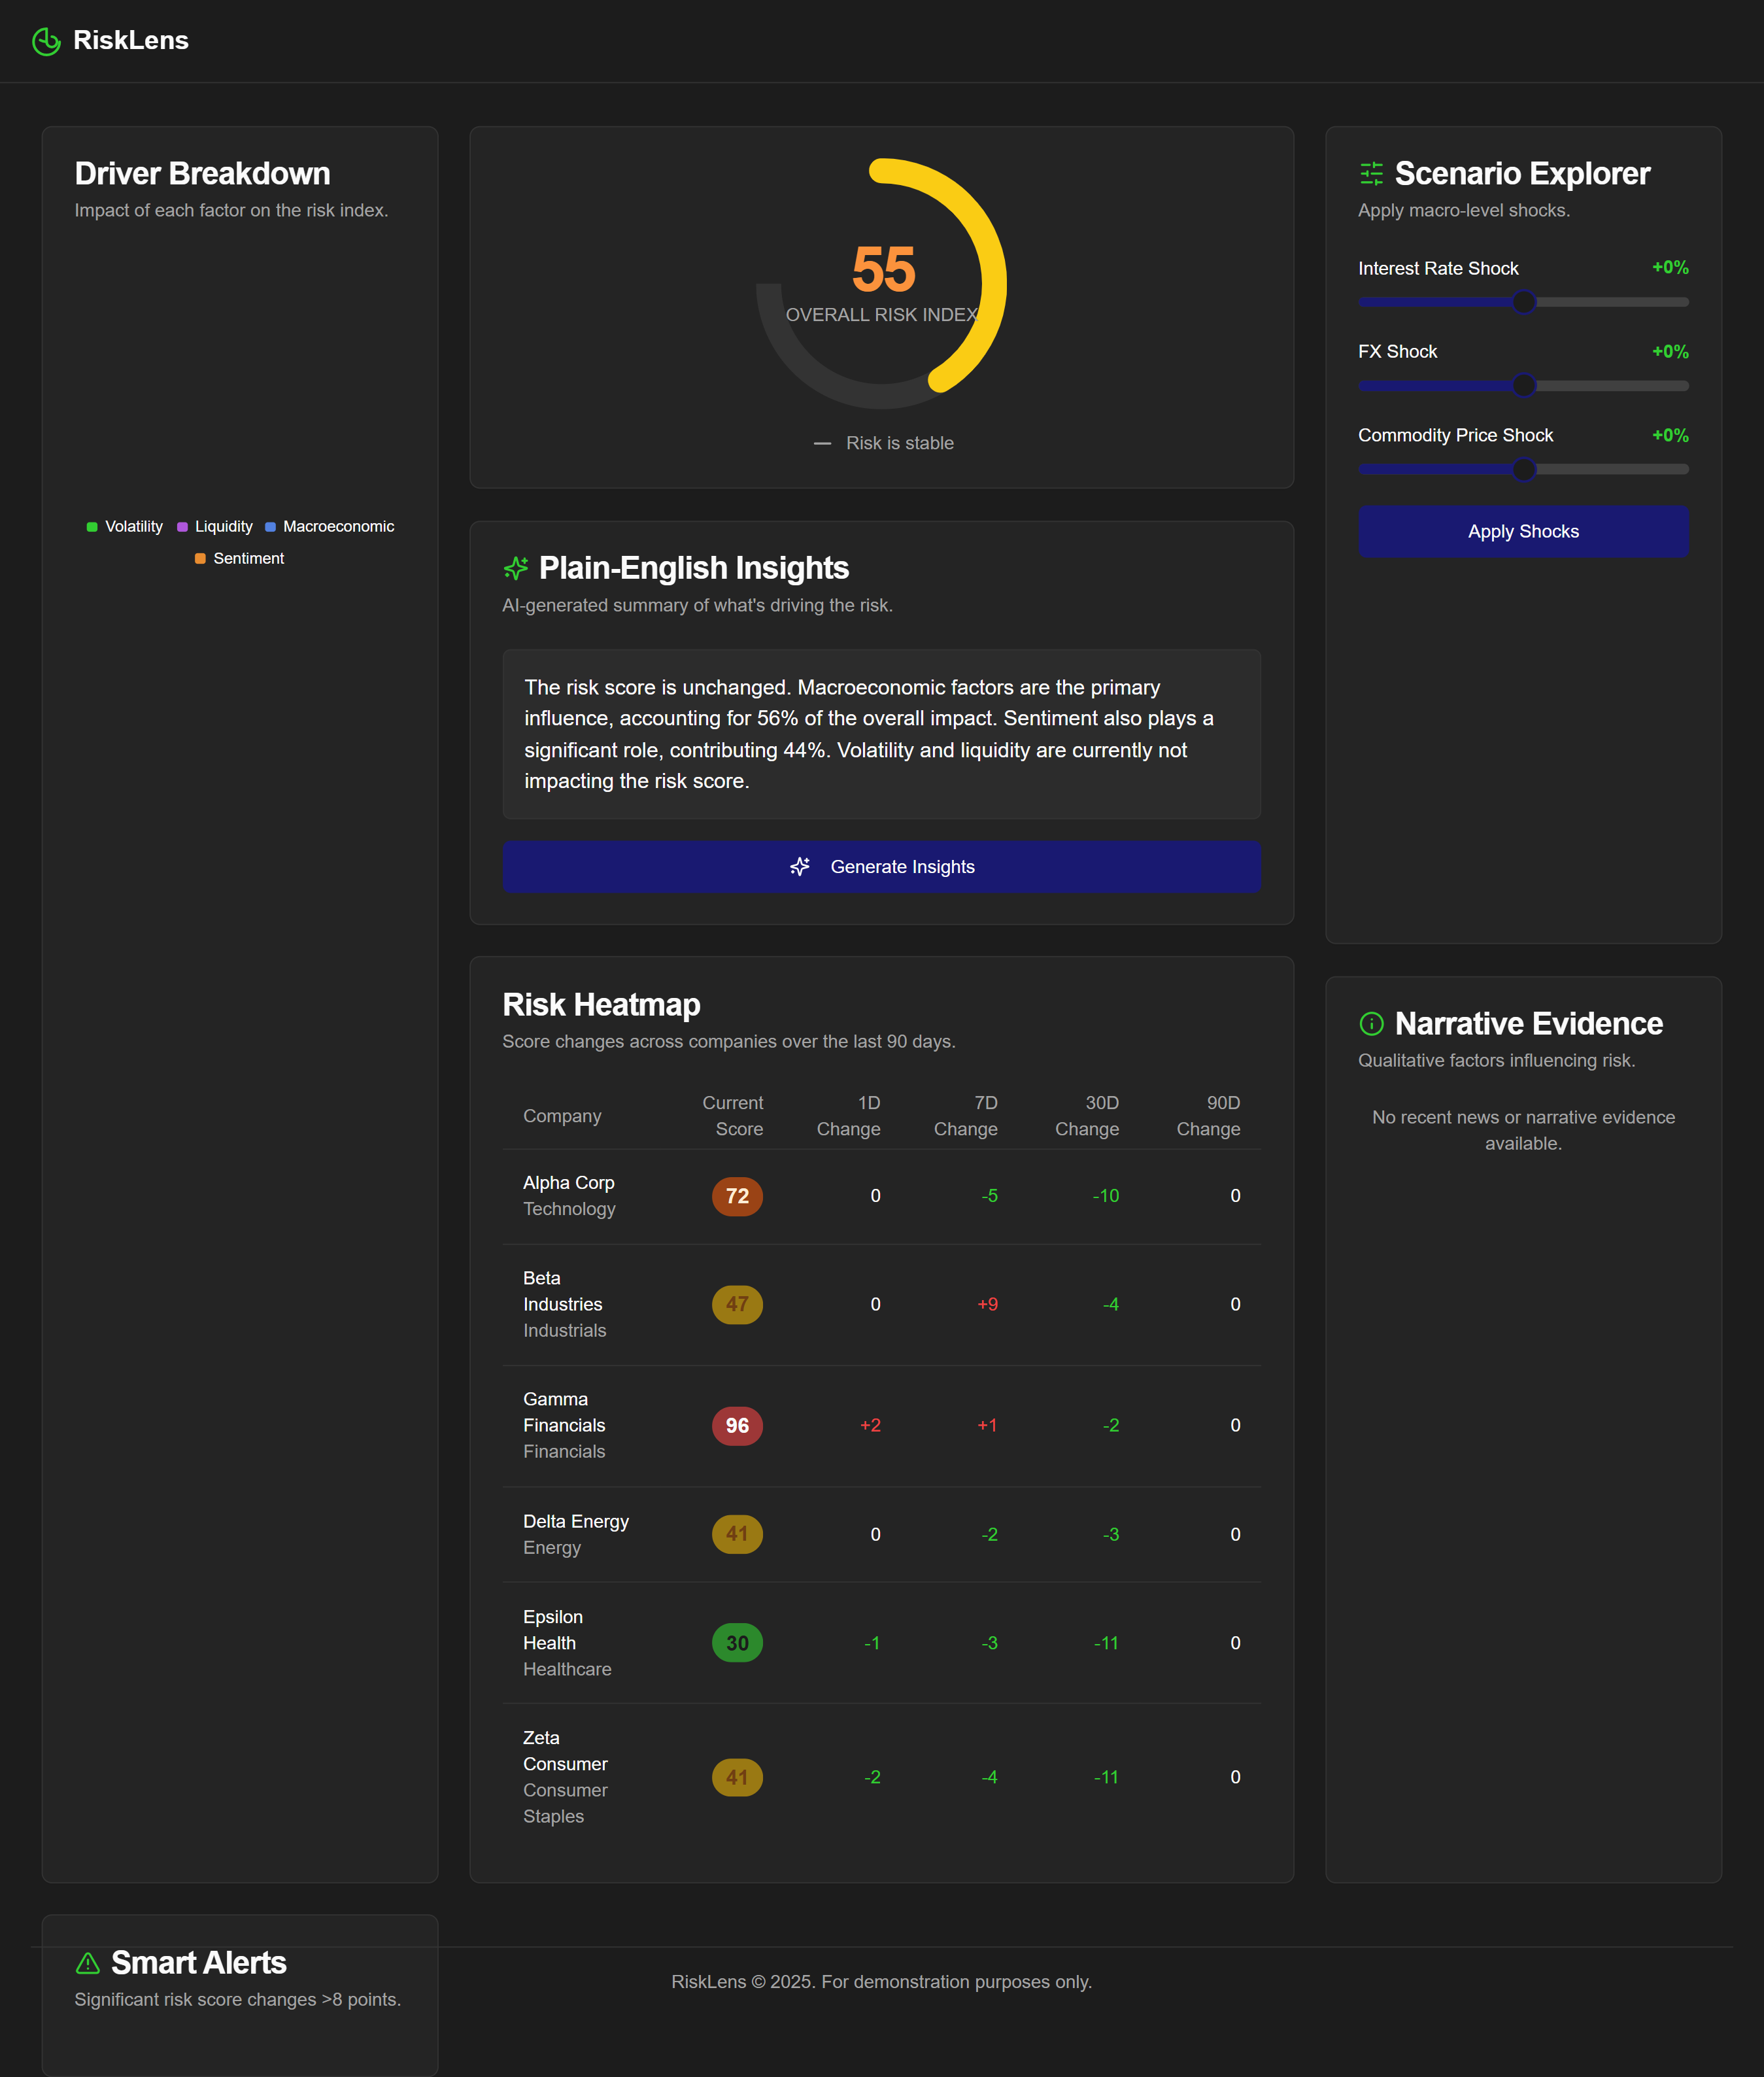 RiskLens
Driver Breakdown
Impact of each factor on the risk index.
Volatility
Liquidity
Macroeconomic
Sentiment
55
OVERALL RISK INDEX
Risk is stable
Plain-English Insights
AI-generated summary of what's driving the risk.
The risk score is unchanged. Macroeconomic factors are the primary
influence, accounting for 56% of the overall impact. Sentiment also plays a
significant role, contributing 44%. Volatility and liquidity are currently not
impacting the risk score.
Generate Insights
Risk Heatmap
Score changes across companies over the last 90 days.
Company
Current
Score
1D
Change
7D
Change
30D
Change
90D
Change
Alpha Corp
Technology
72
0
-5
-10
0
Beta
Industries
Industrials
47
0
+9
-4
0
Gamma
Financials
Financials
96
+2
+1
-2
0
Delta Energy
Energy
41
0
-2
-3
0
Epsilon
Health
Healthcare
30
-1
-3
-11
0
Zeta
Consumer
Consumer
Staples
41
-2
-4
-11
0
Scenario Explorer
Apply macro-level shocks.
Interest Rate Shock
+0%
FX Shock
+0%
Commodity Price Shock
+0%
Apply Shocks
Narrative Evidence
Qualitative factors influencing risk.
No recent news or narrative evidence
available.
Smart Alerts
Significant risk score changes >8 points.
RiskLens © 2025. For demonstration purposes only.